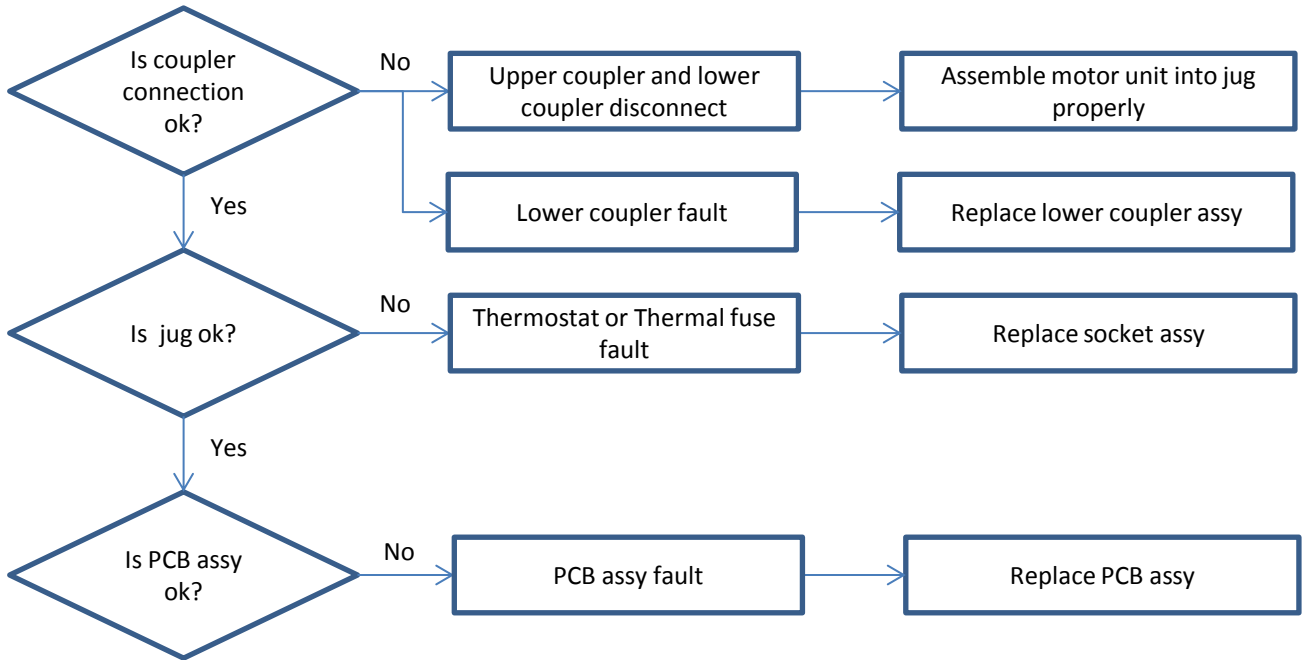 Is coupler
connection
ok?
No
Upper coupler and lower
coupler disconnect
Assemble motor unit into jug
properly
Yes
Lower coupler fault
Replace lower coupler assy
Is jug ok?
No
Thermostat or Thermal fuse
fault
Replace socket assy
Yes
Is PCB assy
ok?
No
PCB assy fault
Replace PCB assy